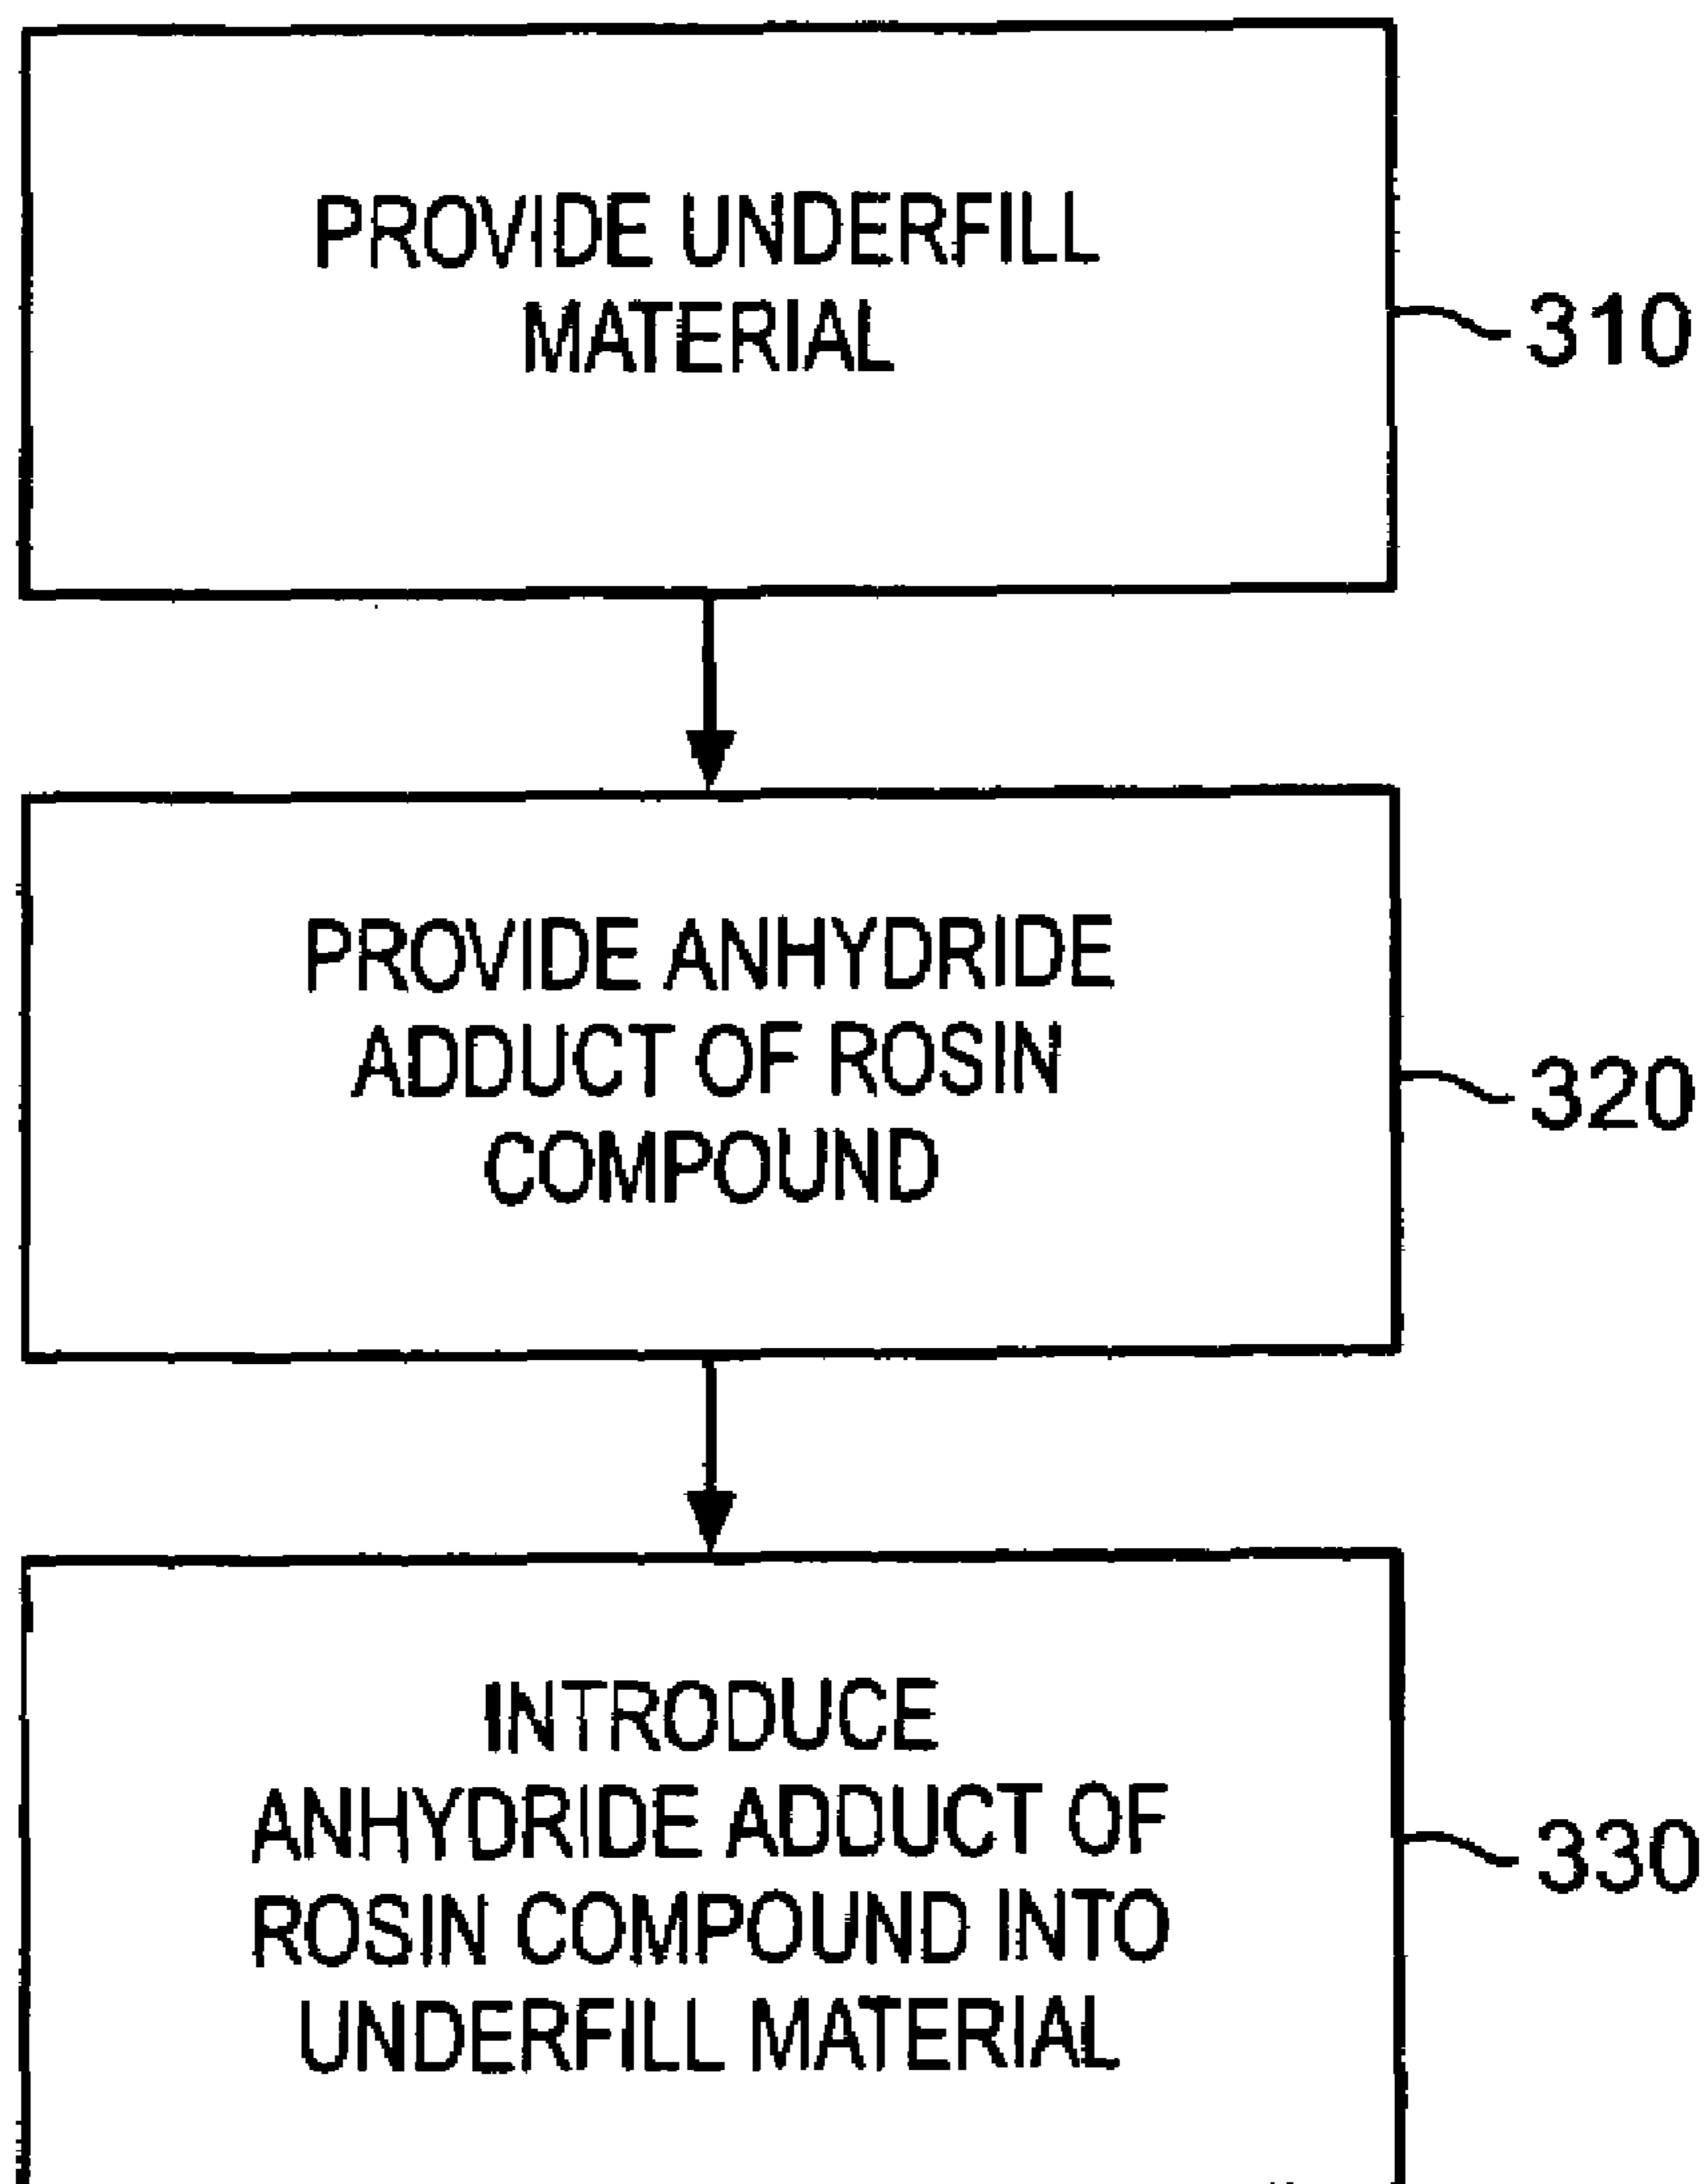 PROVIDE UNDERFILL
MATERIAL
310
PROVIDE ANHYDRIDE
ADDUCT OF ROSIN
COMPOUND
320
INTRODUCE
ANHYDRIDE ADDUCT OF
ROSIN COMPOUND INTO
UNDERFILL MATERIAL
330